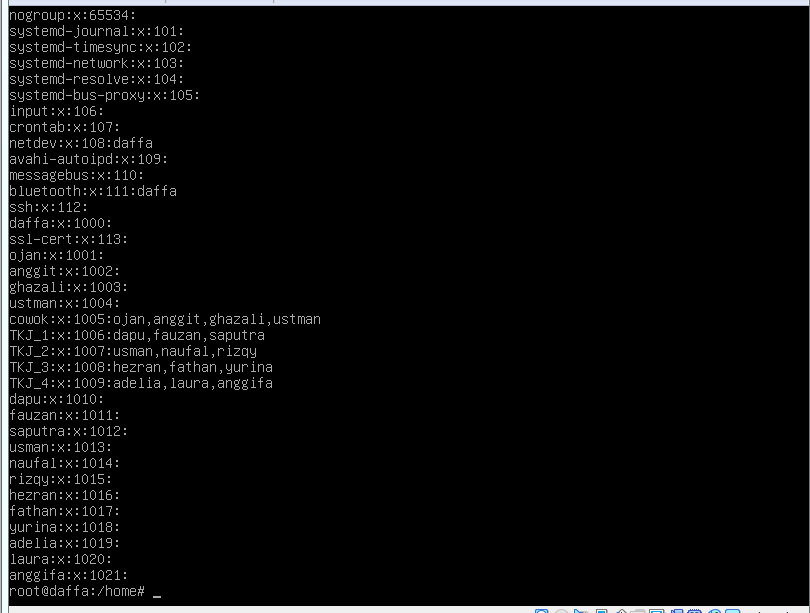 nogroup:x:65534:
systemd-journal:x:101:
systemd-timesync:x:102:
systemd-network:x:103:
systemd-resolve:x:104:
systemd-bus-proxy:x:105:
input:x:106:
crontab:x:107:
netdev:x:108:daffa
avahi-autoipd:x:109:
messagebus:x:110:
bluetooth:x:111:daffa
ssh:x:112:
daffa:x:1000:
ssl-cert:x:113:
ojan:x:1001:
anggit:x:1002:
ghazali:x:1003:
ustman:x:1004:
cowok:x:1005:ojan,anggit,ghazali,ustman
TKJ_1:x:1006:dapu,fauzan,saputra
TKJ_2:x:1007:usman,naufal,rizqy
TKJ_3:x:1008:hezran,fathan,yurina
TKJ_4:x:1009:adelia,laura,anggifa
dapu:x:1010:
fauzan:x:1011:
saputra:x:1012:
usman:x:1013:
naufal:x:1014:
rizqy:x:1015:
hezran:x:1016:
fathan:x:1017:
yurina:x:1018:
adelia:x:1019:
laura:x:1020:
anggifa:x:1021:
root@daffa:/home# _